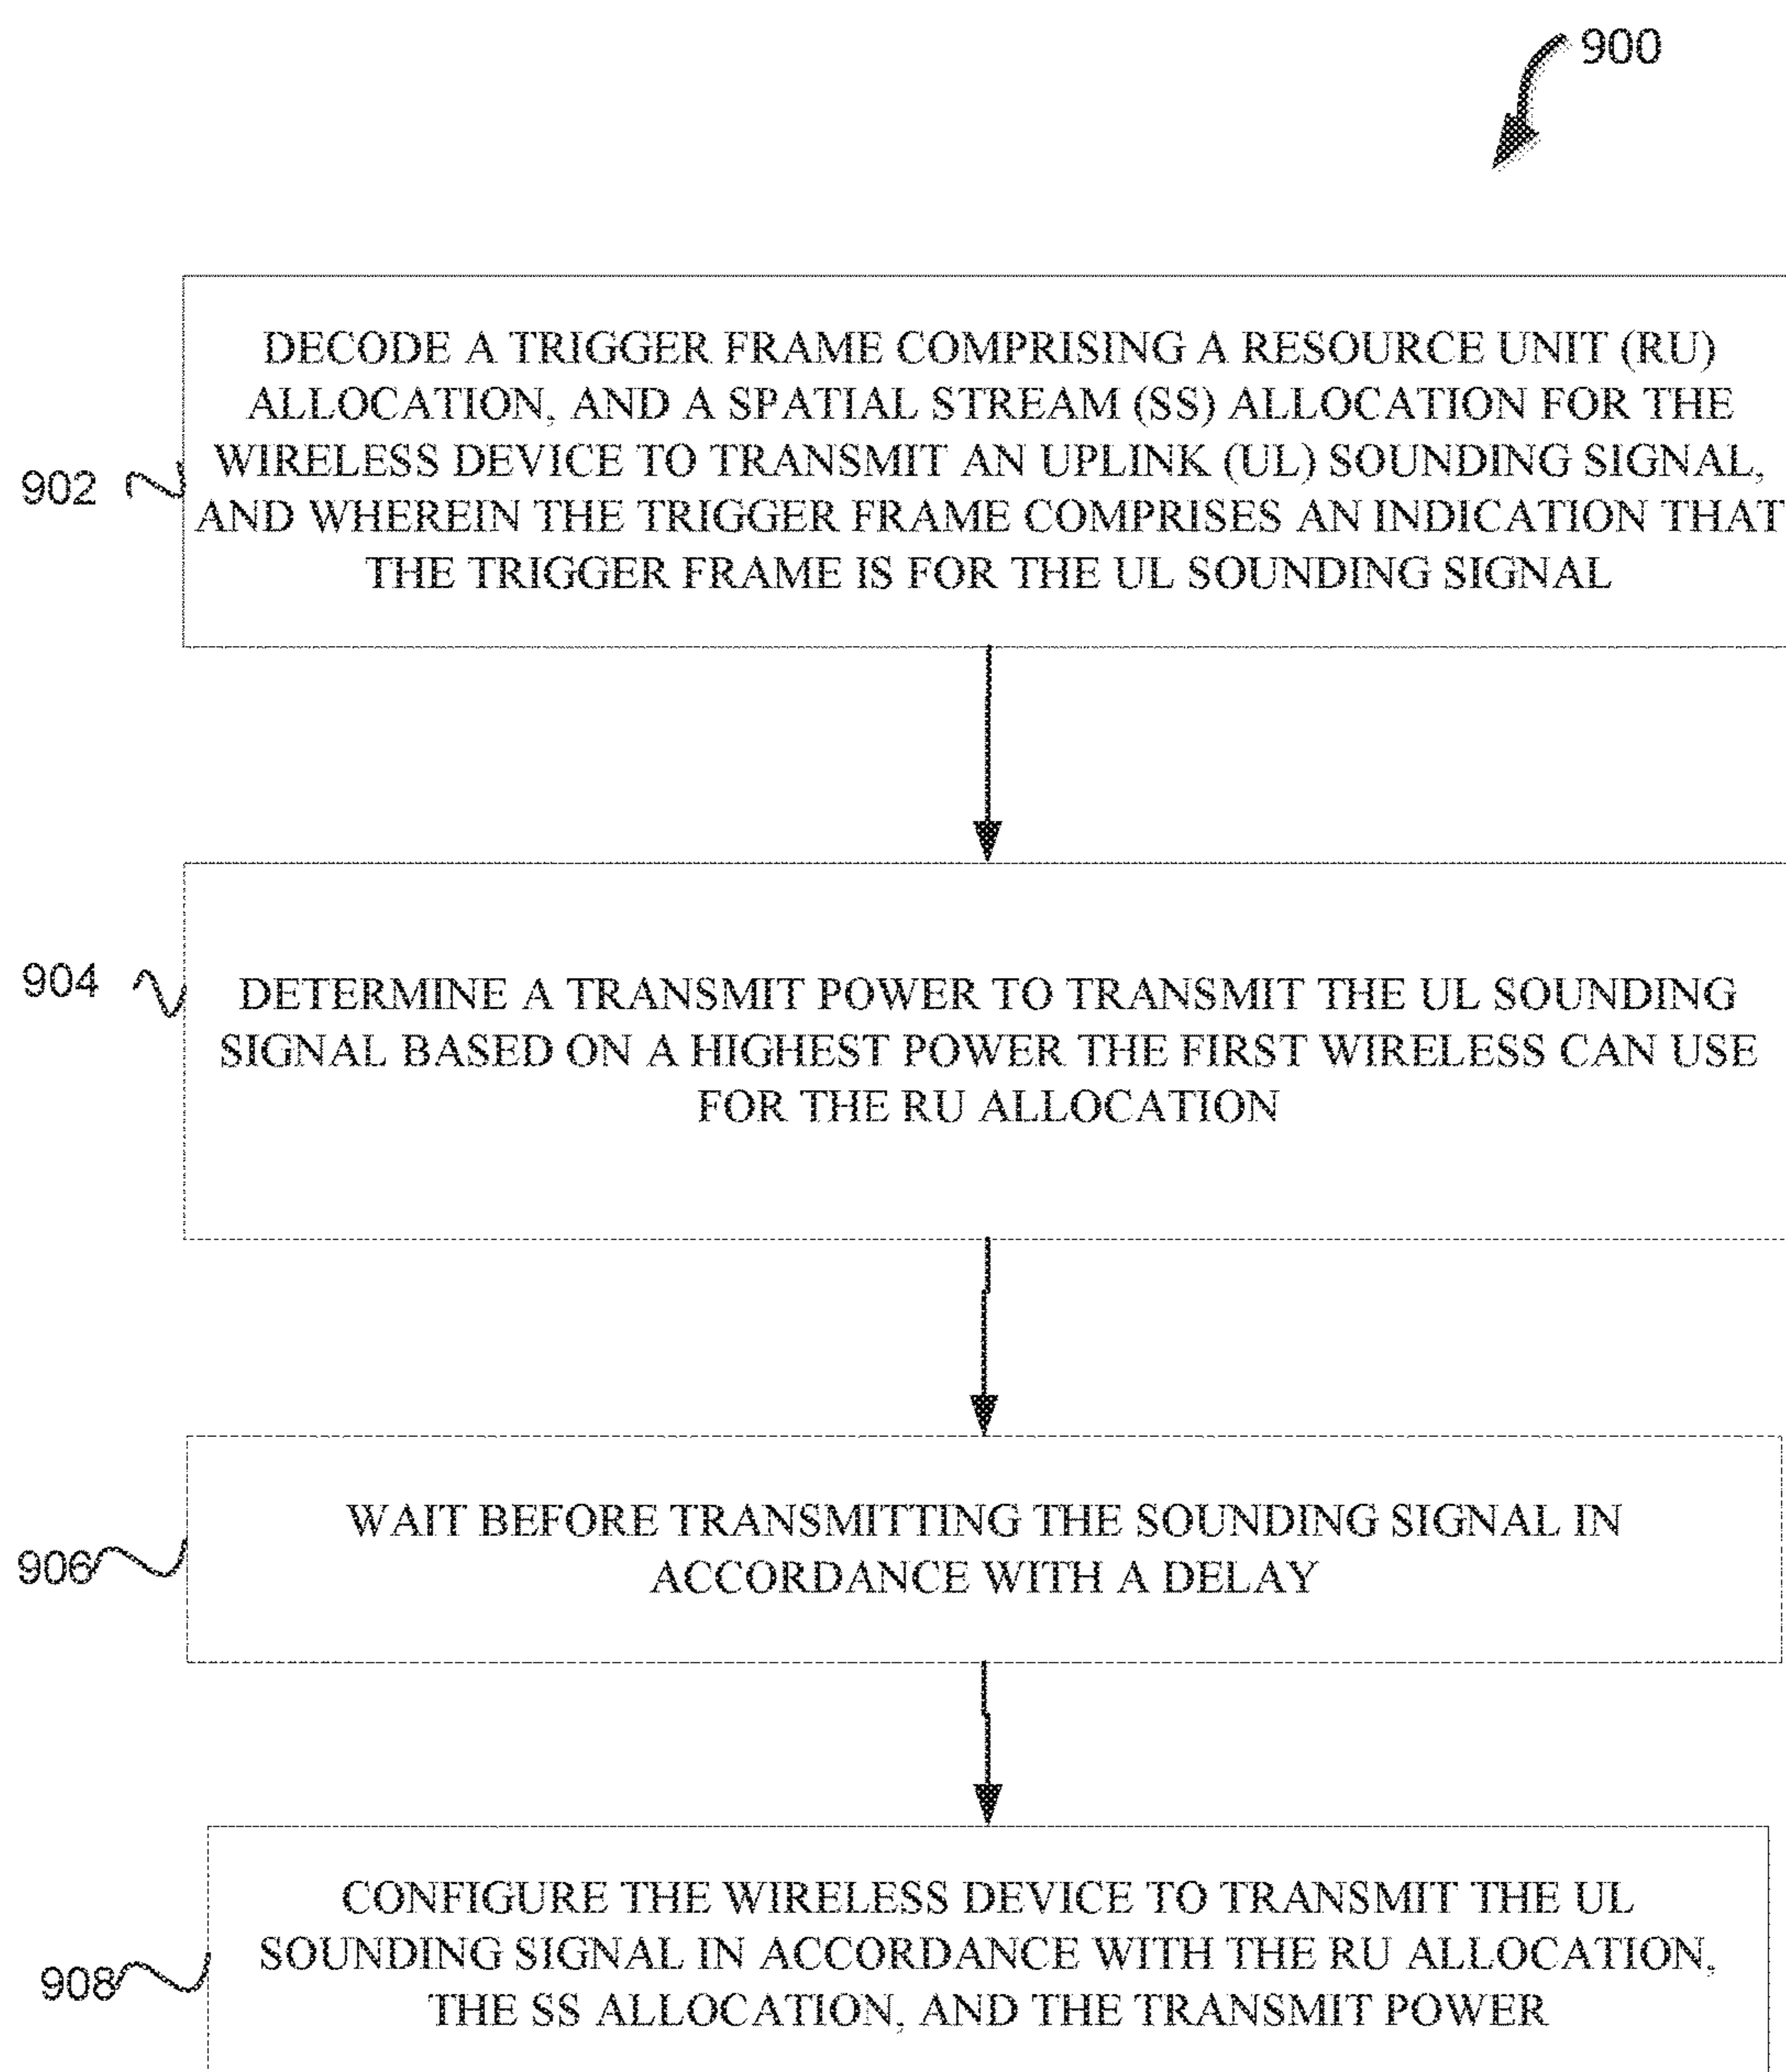 900
DECODE A TRIGGER FRAME COMPRISING A RESOURCE UNIT (RU)
ALLOCATION, AND A SPATIAL STREAM (SS) ALLOCATION FOR THE
WIRELESS DEVICE TO TRANSMIT AN UPLINK (UL) SOUNDING SIGNAL,
902
AND WHEREIN THE TRIGGER FRAME COMPRISES AN INDICATION THAT
THE TRIGGER FRAME IS FOR THE UL SOUNDING SIGNAL
904
DETERMINE A TRANSMIT POWER TO TRANSMIT THE UL SOUNDING
SIGNAL BASED ON A HIGHEST POWER THE FIRST WIRELESS CAN USE
FOR THE RU ALLOCATION
WAIT BEFORE TRANSMITTING THE SOUNDING SIGNAL IN
906
ACCORDANCE WITH A DELAY
CONFIGURE THE WIRELESS DEVICE TO TRANSMIT THE UL
SOUNDING SIGNAL IN ACCORDANCE WITH THE RU ALLOCATION,
908
THE SS ALLOCATION, AND THE TRANSMIT POWER